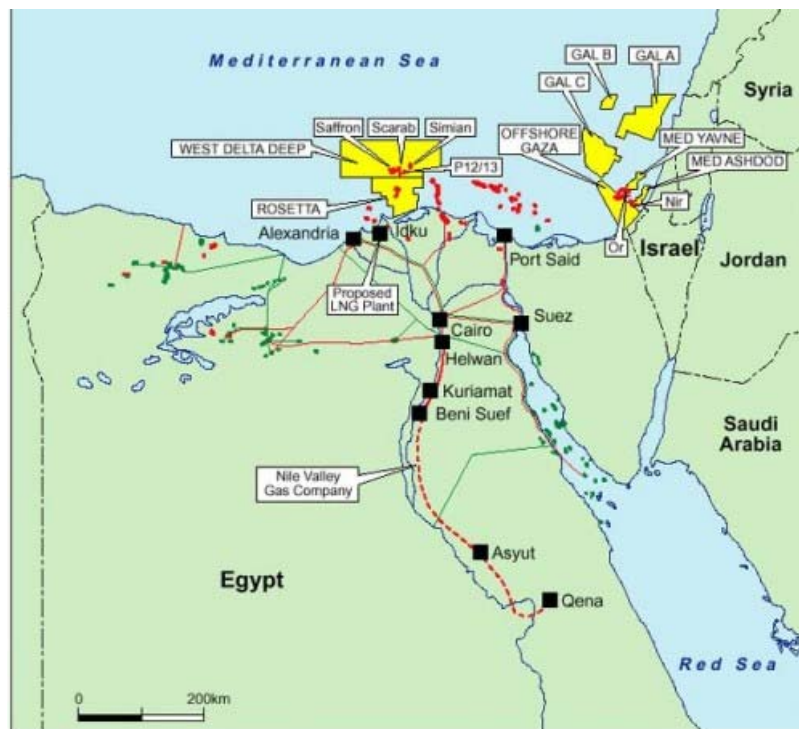 Mediterranean Sea
GAL B
GAL A
GAL C
Syria
Saffron
Scarab
Simian
OFFSHORE
GAZA
MED YAVNE
WEST DELTA DEEP
P12/13
MED ASHDOD
ROSETTA
Nir
Alexandria
Idku
Or
Israel
Port Said
Jordan
Proposed
LNG Plant
Cairo
Suez
Helwan
Kuriamat
Beni Suef
Saudi
Arabia
Nile Valley
Gas Company
Asyut
Egypt
Qena
Red Sea
0
200km